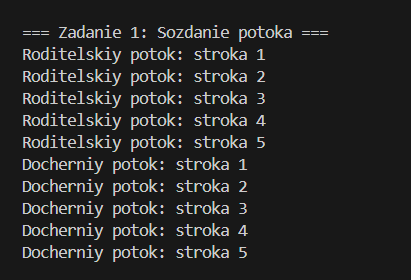 === Zadanie 1: Sozdanie potoka ===
Roditelskiy potok: stroka 1
Roditelskiy potok: stroka 2
Roditelskiy potok: stroka 3
Roditelskiy potok: stroka 4
Roditelskiy potok: stroka 5
Docherniy potok: stroka 1
Docherniy potok: stroka 2
Docherniy potok: stroka 3
Docherniy potok: stroka 4
Docherniy potok: stroka 5